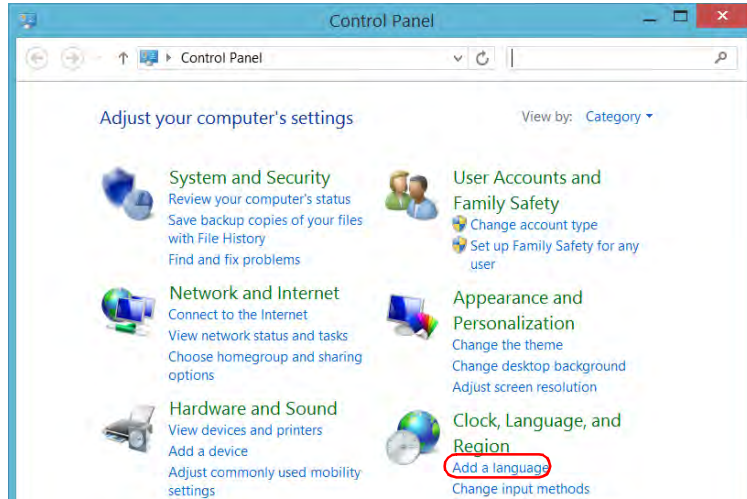 Control Panel
Control Panel
Adjust your computer's settings
View by: Category
System and Security
Review your computer's status
Save backup copies of your files
with File History
Find and fix problems
Network and Internet
Connect to the Internet
View network status and tasks
Choose homegroup and sharing
options
Hardware and Sound
View devices and printers
Add a device
Adjust commonly used mobility
settings
User Accounts and
Family Safety
Change account type
Set up Family Safety for any
user
Appearance and
Personalization
Change the theme
Change desktop background
Adjust screen resolution
Clock, Language, and
Region
Add a language
Change input methods